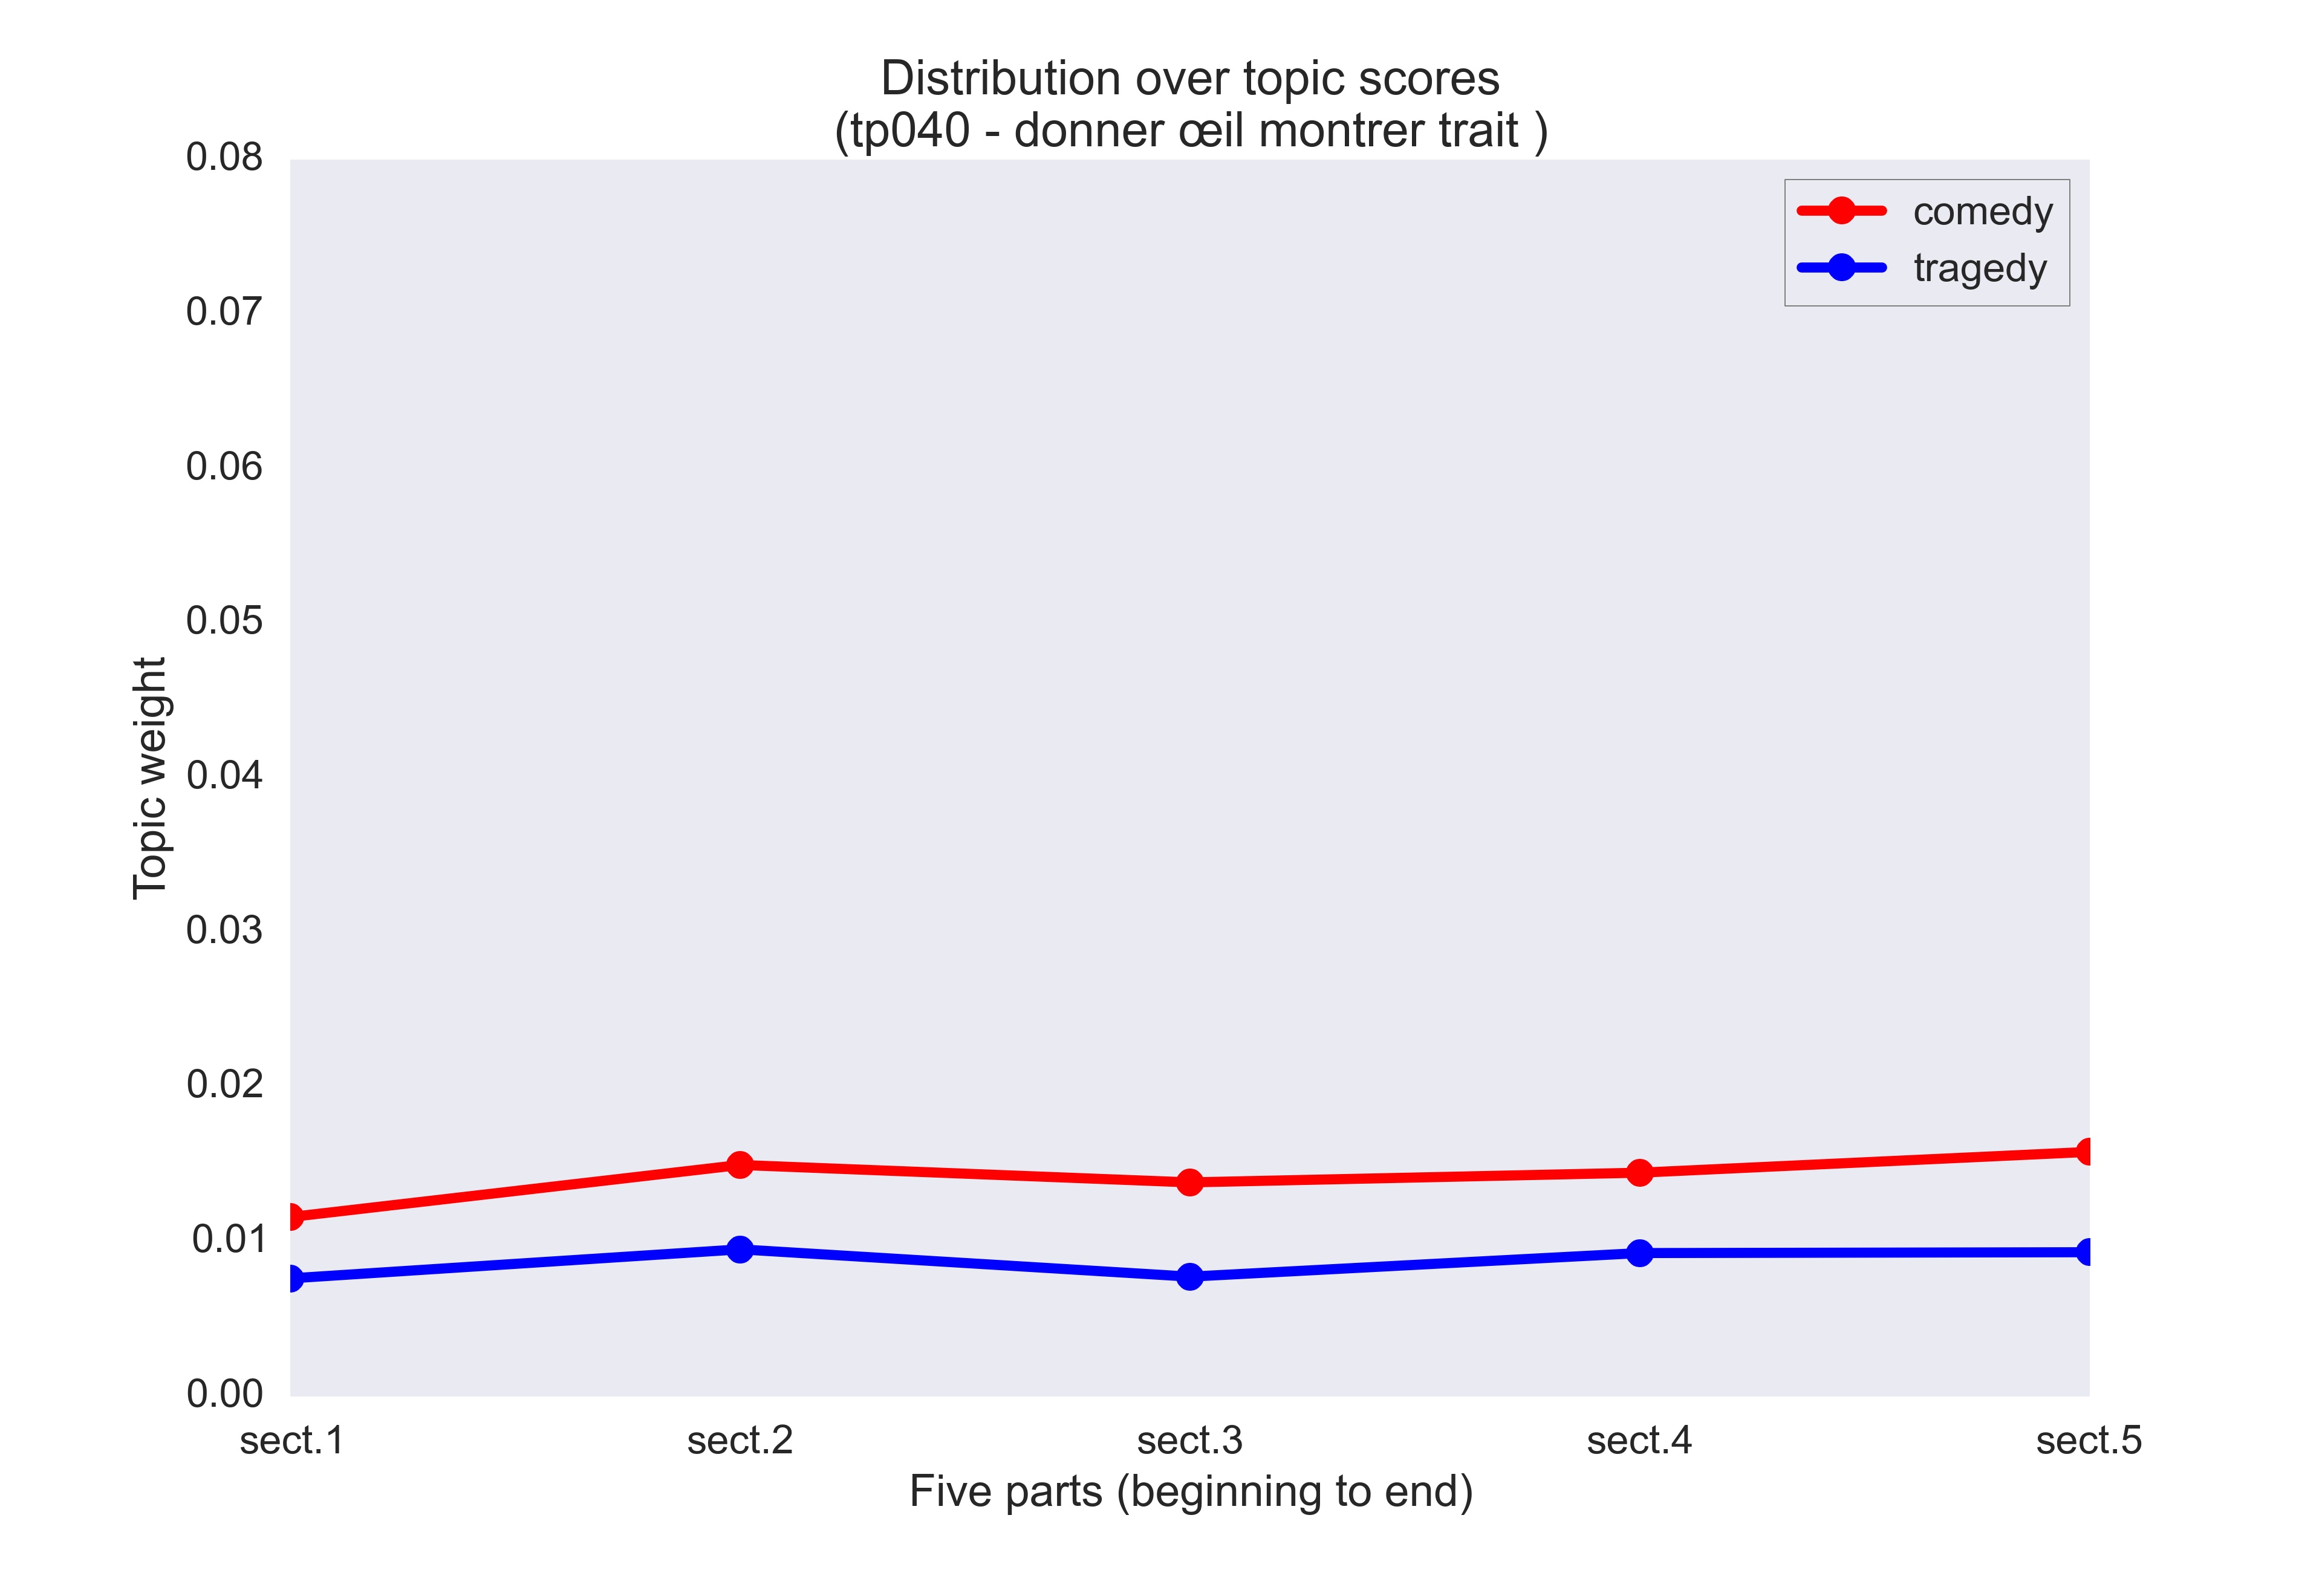 Distribution over topic scores
(tp040 - donner œil montrer trait )
comedy
tragedy
Topic weight
0.08
0.07
0.06
0.05
0.04
0.03
0.02
0.01
0.00
sect.1
sect.2
sect.3
sect.4
sect.5
Five parts (beginning to end)